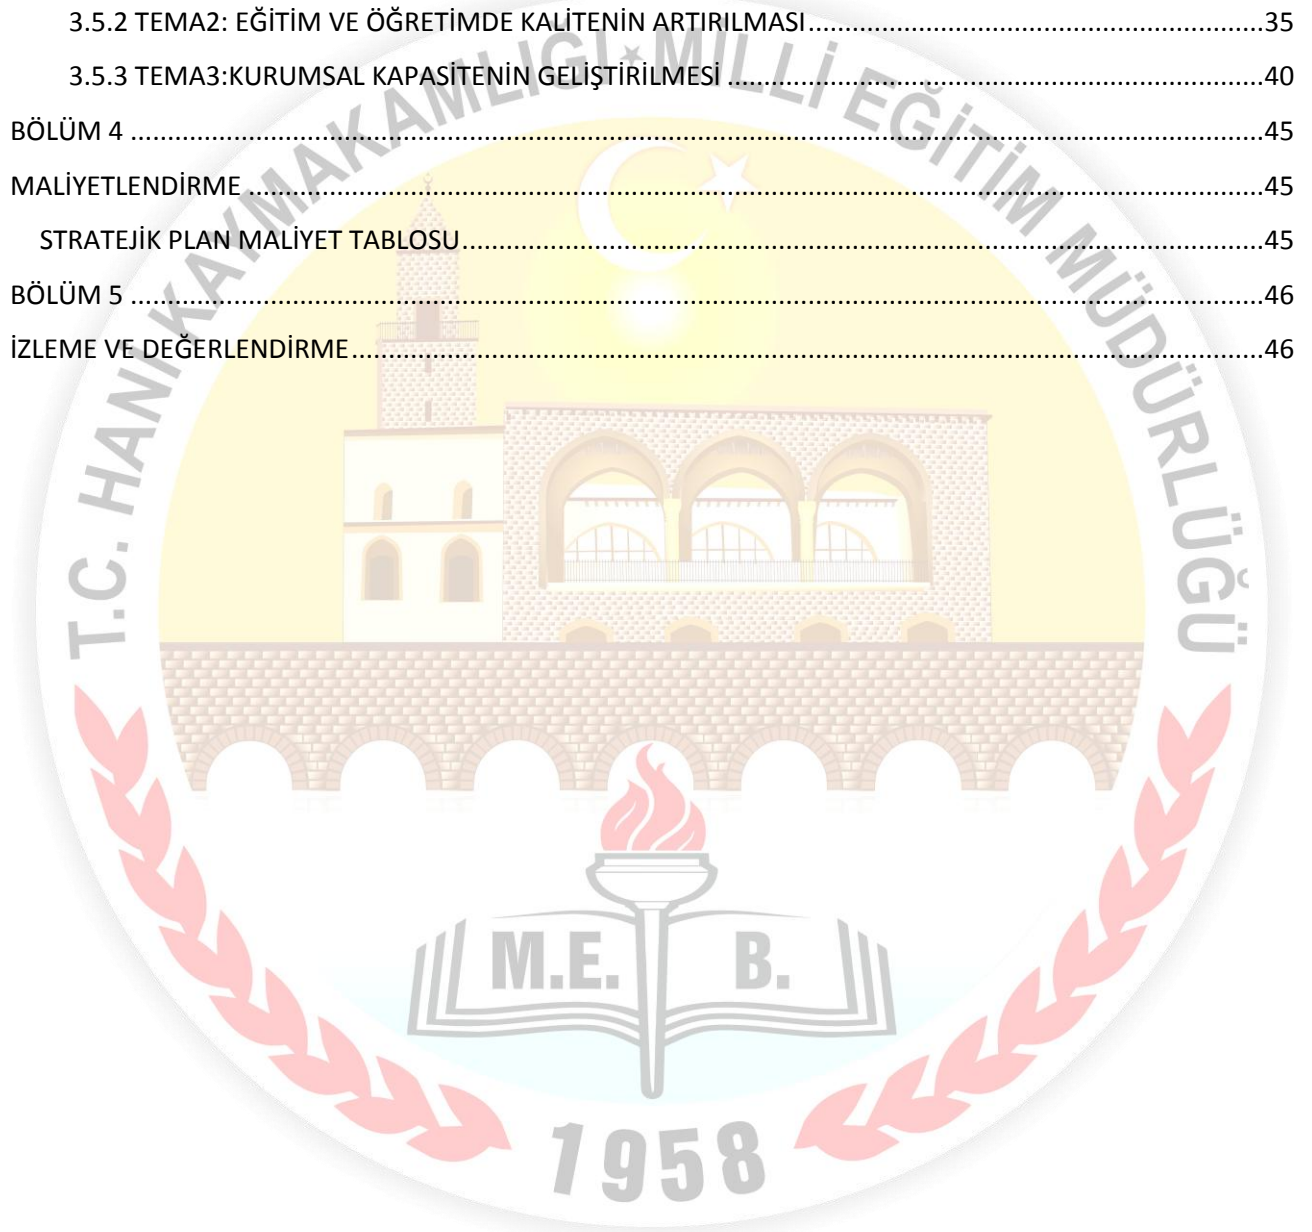 3.5.2 TEMA2: EĞİTİM VE ÖĞRETİMDE KALİTENİN ARTIRILMASI ............................................................... 35
3.5.3 TEMA3:KURUMSAL KAPASİTENİN GELİŞTİRİLMESİ .......................................................................... 40
BÖLÜM 4 ........................................................................................................................................ 45
MALİYETLENDİRME ....................................................................................................................... 45
STRATEJİK PLAN MALİYET TABLOSU ............................................................................................. 45
BÖLÜM 5 ........................................................................................................................................ 46
İZLEME VE DEĞERLENDİRME ......................................................................................................... 46
T.C. HANİ KAYMAKAMLIĞI * MİLLİ EĞİTİM MÜDÜRLÜĞÜ
M.E. B.
1958